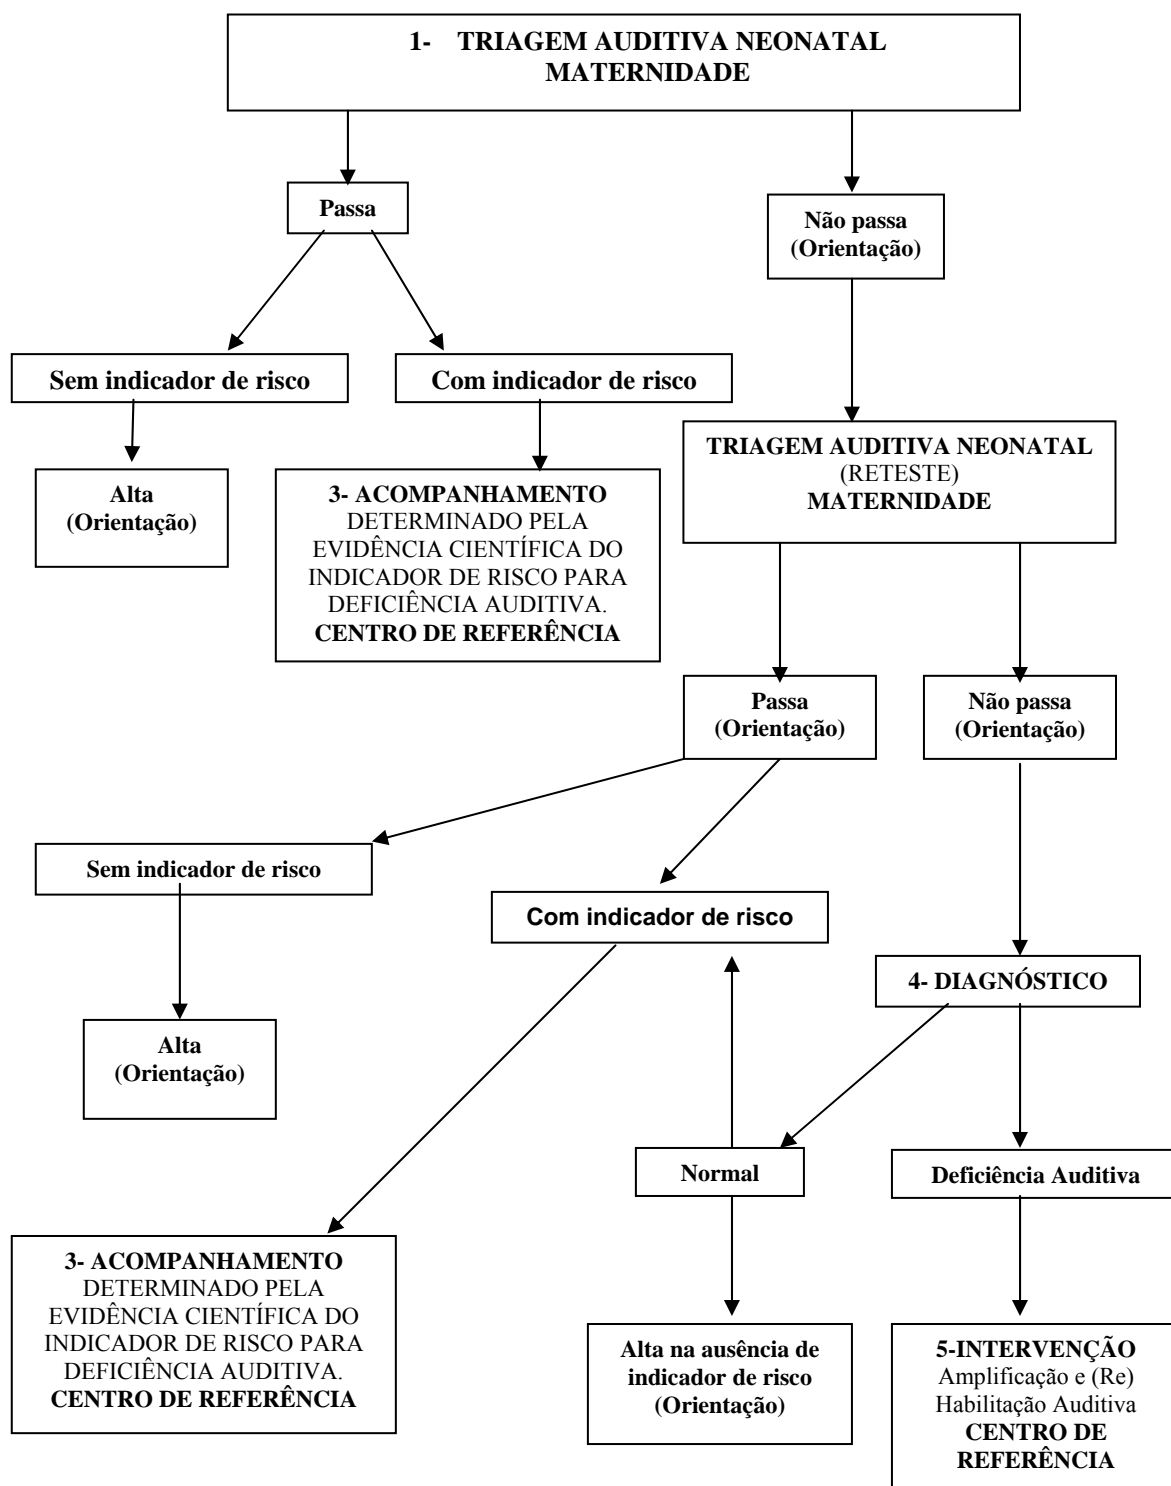 1- TRIAGEM AUDITIVA NEONATAL
MATERNIDADE
Passa
Não passa
(Orientação)
Sem indicador de risco
Com indicador de risco
Alta
(Orientação)
3- ACOMPANHAMENTO
DETERMINADO PELA
EVIDÊNCIA CIENTÍFICA DO
INDICADOR DE RISCO PARA
DEFICIÊNCIA AUDITIVA.
CENTRO DE REFERÊNCIA
TRIAGEM AUDITIVA NEONATAL
(RETESTE)
MATERNIDADE
Passa
(Orientação)
Não passa
(Orientação)
Sem indicador de risco
Com indicador de risco
4- DIAGNÓSTICO
Alta
(Orientação)
Normal
Deficiência Auditiva
3- ACOMPANHAMENTO
DETERMINADO PELA
EVIDÊNCIA CIENTÍFICA DO
INDICADOR DE RISCO PARA
DEFICIÊNCIA AUDITIVA.
CENTRO DE REFERÊNCIA
Alta na ausência de
indicador de risco
(Orientação)
5-INTERVENÇÃO
Amplificação e (Re)
Habilitação Auditiva
CENTRO DE
REFERÊNCIA